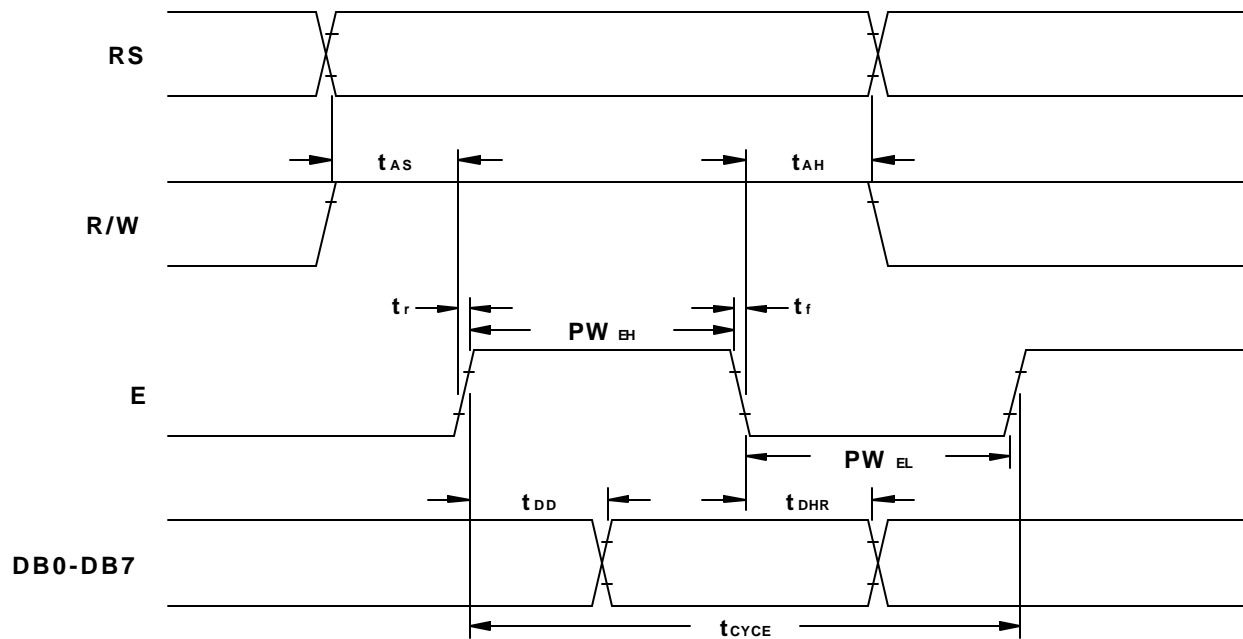 RS
tAS
tAH
R/W
tr
tf
PW EH
E
PW EL
tDD
tDHR
DB0-DB7
tCYCE